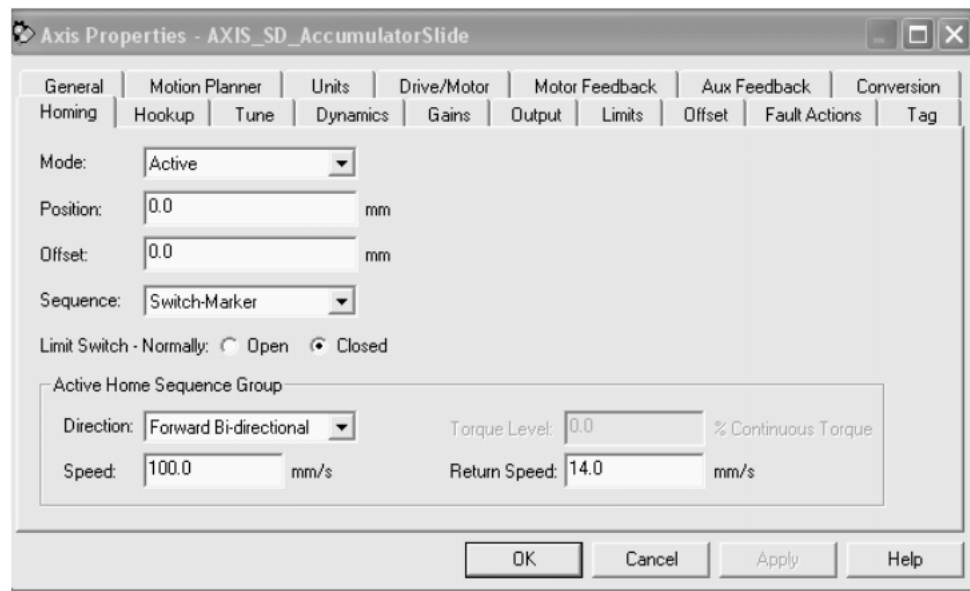 Axis Properties - AXIS_SD_AccumulatorSlide
General Motion Planner Units Drive/Motor Motor Feedback Aux Feedback Conversion
Homing Hookup Tune Dynamics Gains Output Limits Offset Fault Actions Tag
Mode: Active
Position: 0.0 mm
Offset: 0.0 mm
Sequence: Switch-Marker
Limit Switch - Normally: Open Closed
Active Home Sequence Group
Direction: Forward Bi-directional Torque Level: 0.0 % Continuous Torque
Speed: 100.0 mm/s Return Speed: 14.0 mm/s
OK Cancel Apply Help